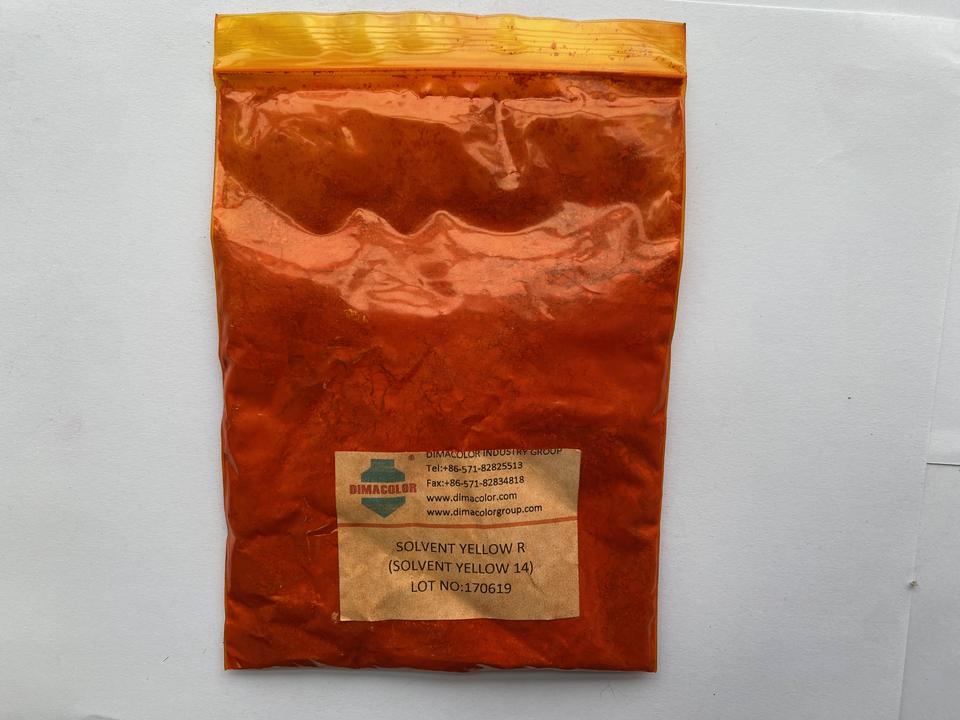 DIMACOLOR INDUSTRY GROUP
®
DIMACOLOR
Tel:+86-571-82825513
Fax:+86-571-82834818
www.dimacolor.com
www.dimacolorgroup.com
SOLVENT YELLOW R
(SOLVENT YELLOW 14)
LOT NO:170619